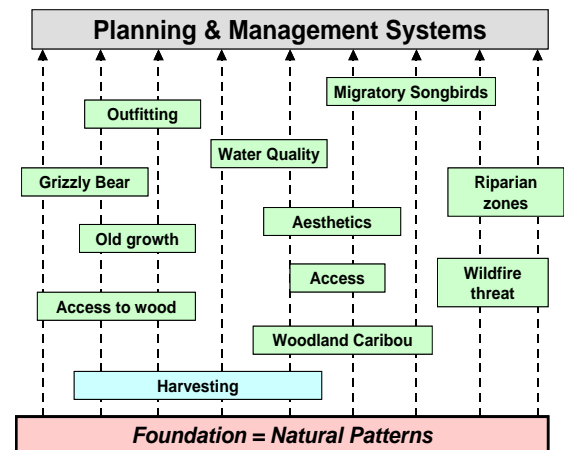 Planning & Management Systems
Migratory Songbirds
Outfitting
Water Quality
Grizzly Bear
Riparian
zones
Aesthetics
Old growth
Access
Wildfire
threat
Access to wood
Woodland Caribou
Harvesting
Foundation = Natural Patterns